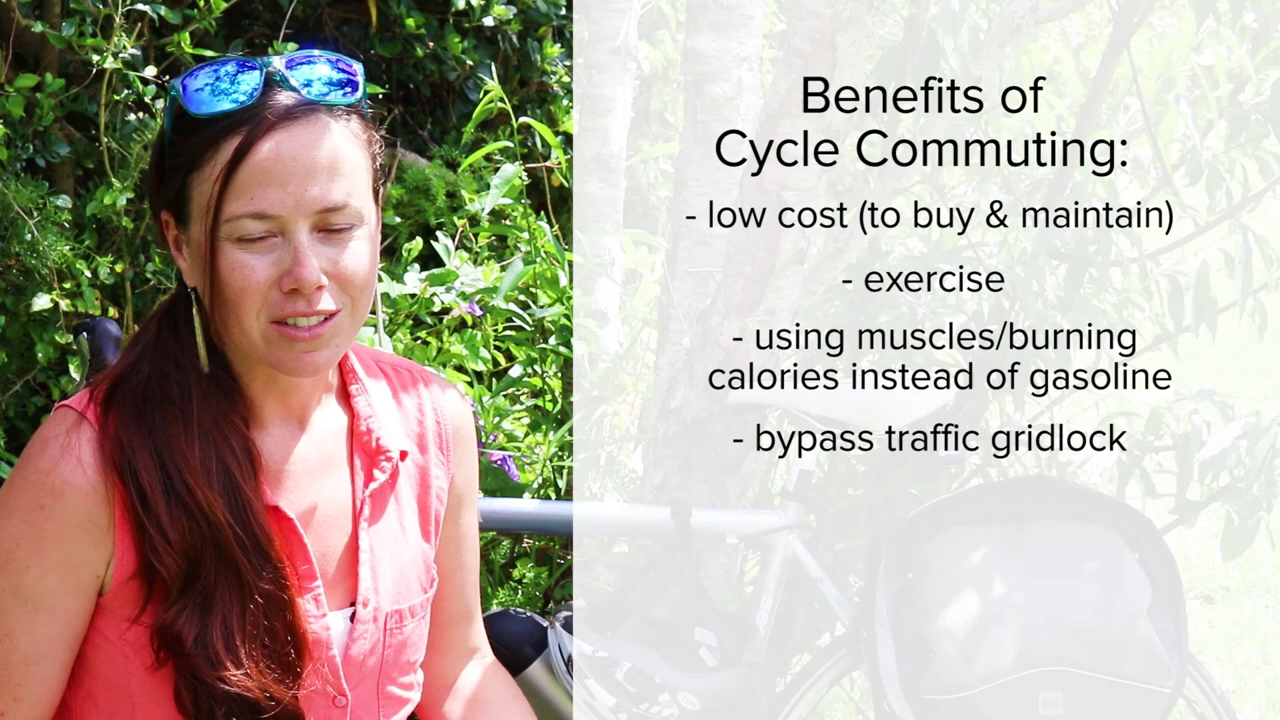 Benefits of
Cycle Commuting:
- low cost (to buy & maintain)
- exercise
- using muscles/burning
calories instead of gasoline
- bypass traffic gridlock